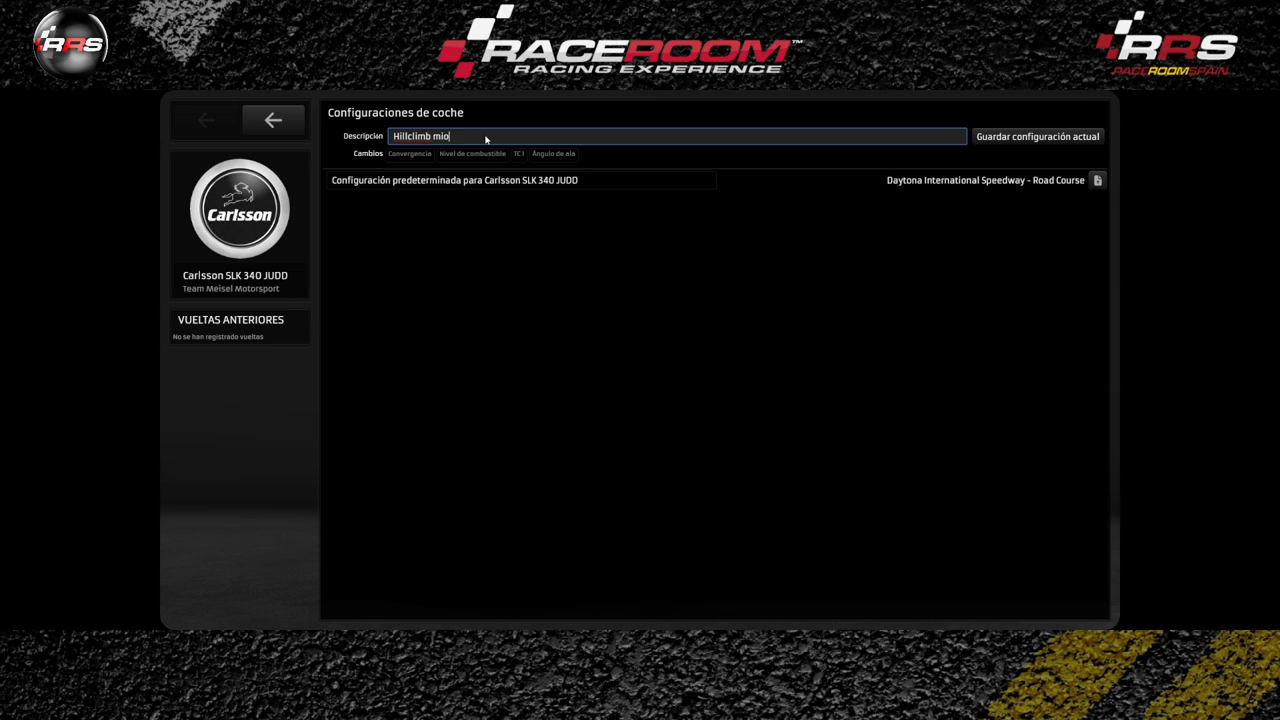 RRS
RACEROOM™
RACING EXPERIENCE
RRS
RACEROOMSPAIN
Configuraciones de coche
Descripcion Hillclimb mio Guardar configuración actual
Cambios Convergencia Nivel de combustible TC1 Ángulo de ala
Configuración predeterminada para Carlsson SLK 340 JUDD Daytona International Speedway - Road Course
Carlsson
Carlsson SLK 340 JUDD
Team Meisel Motorsport
VUELTAS ANTERIORES
No se han registrado vueltas